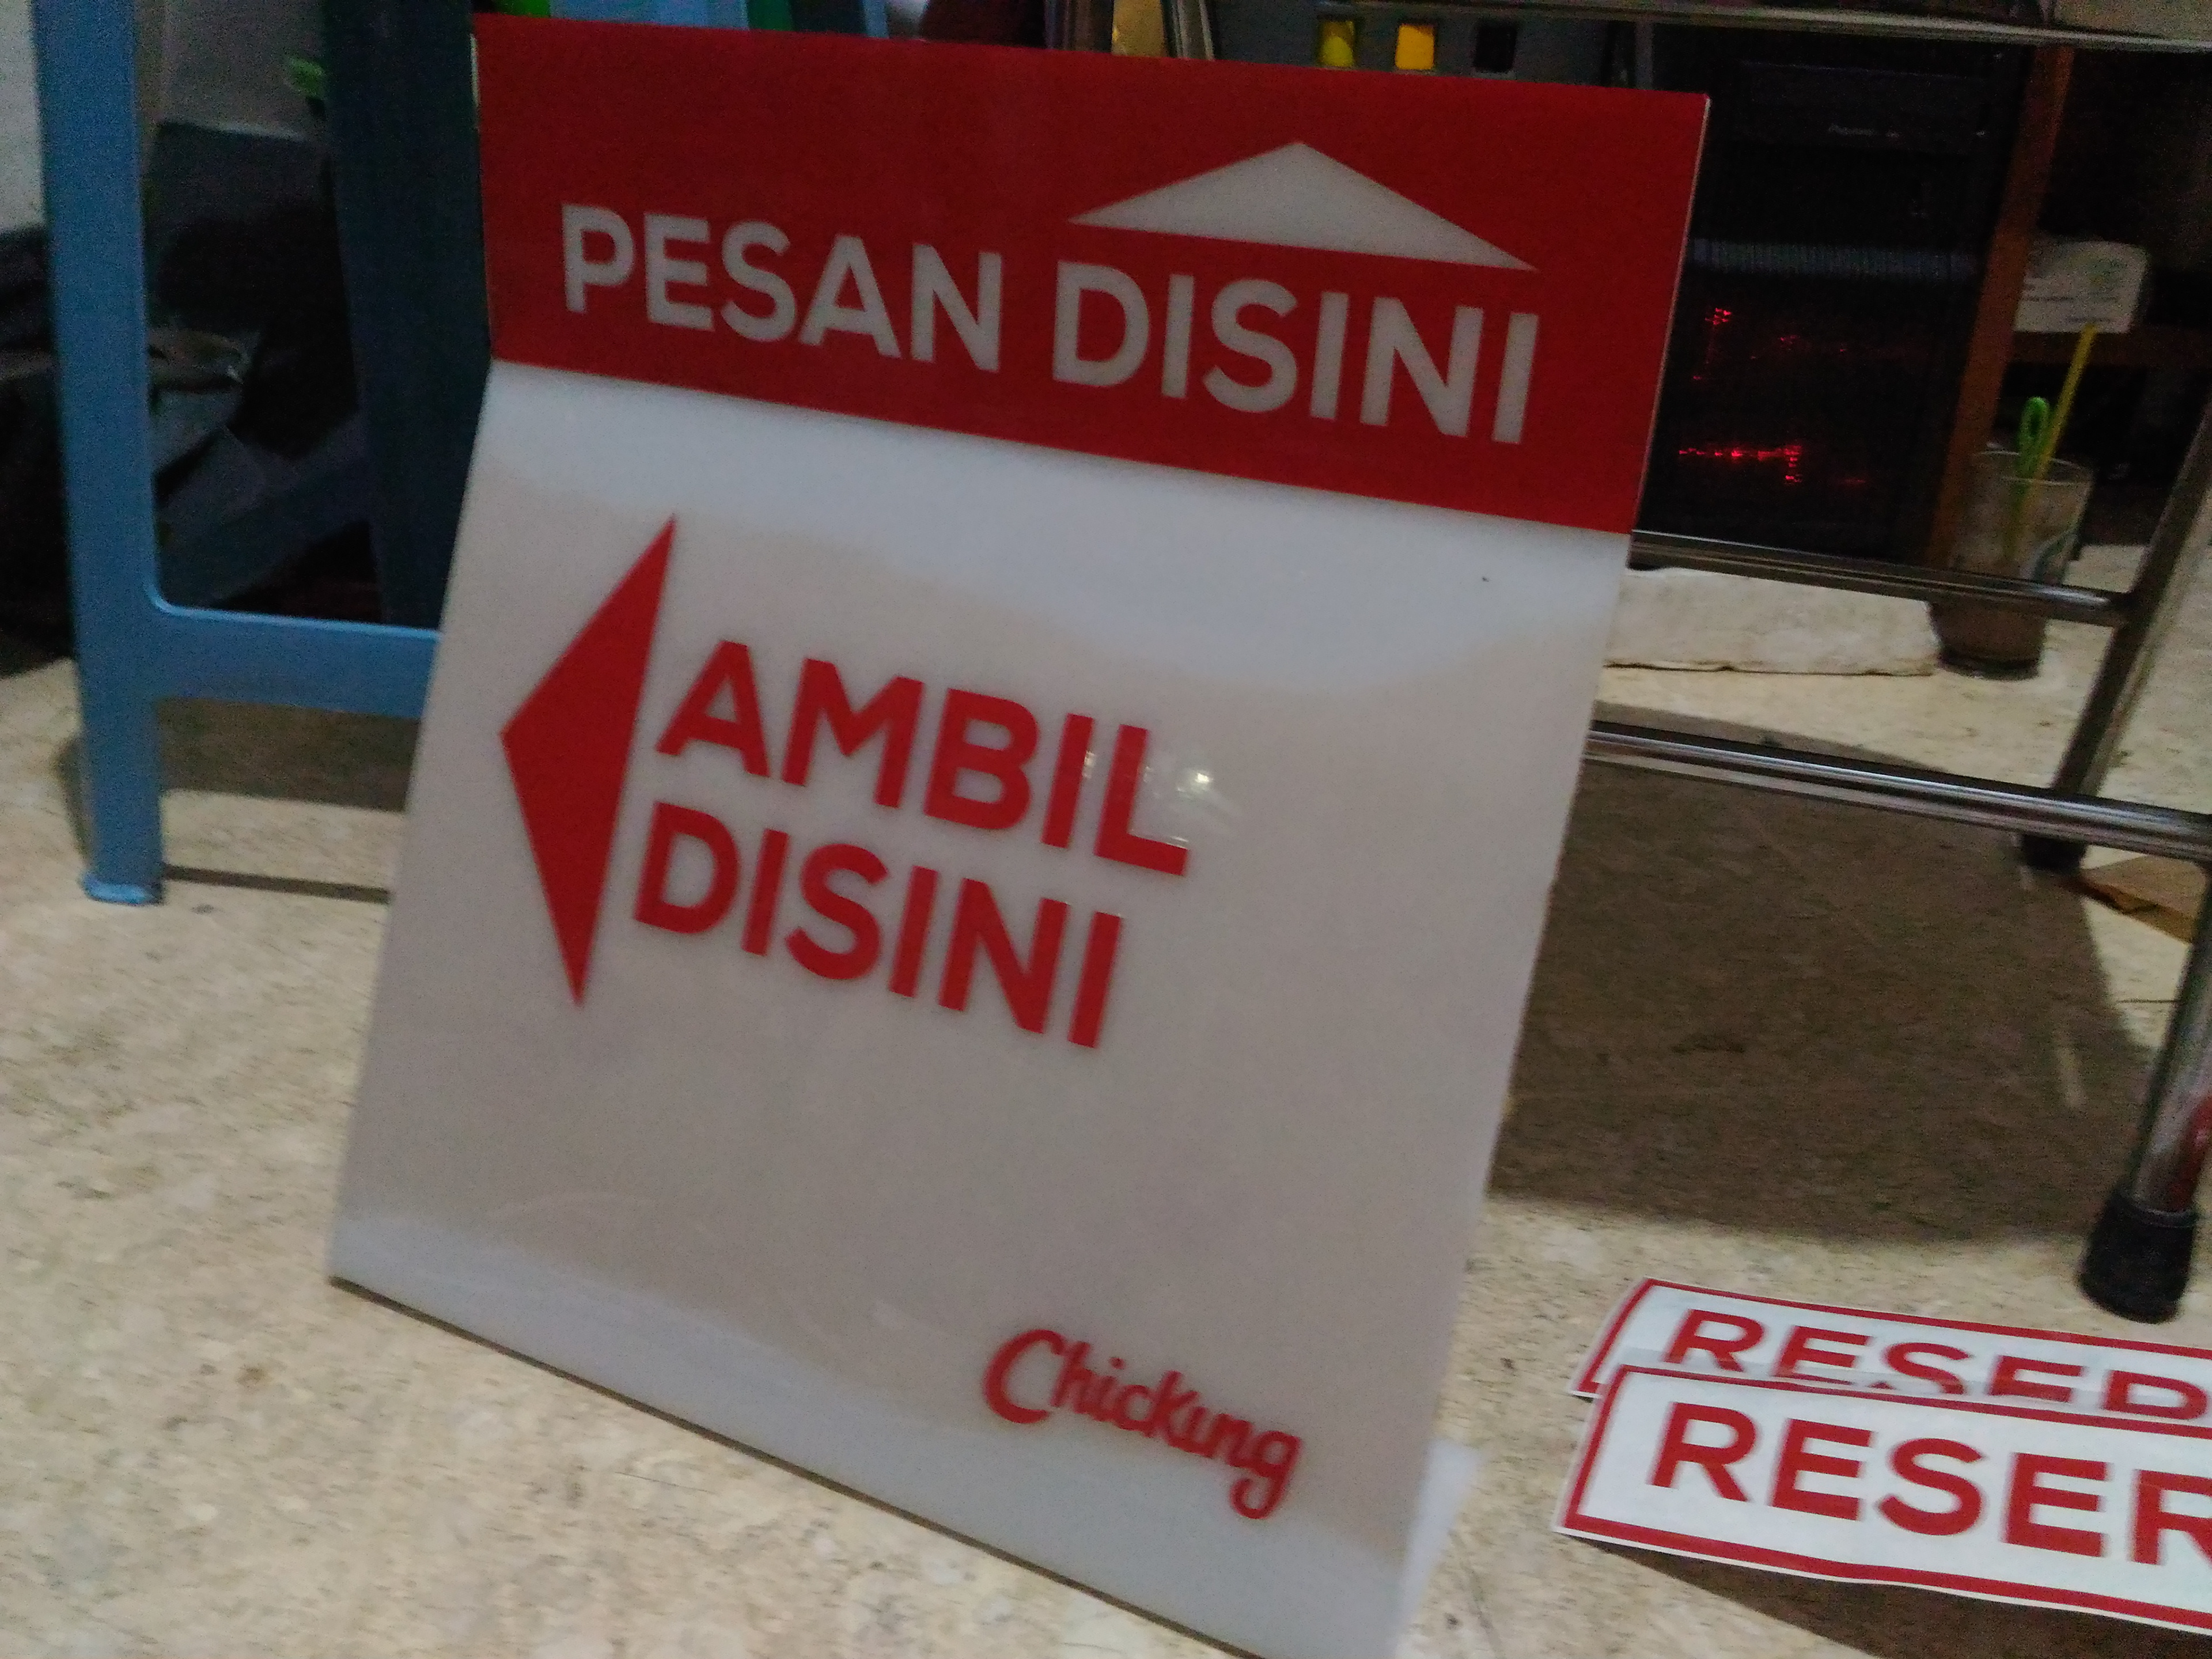 PESAN DISINI
AMBIL
DISINI
Chicking
RESER